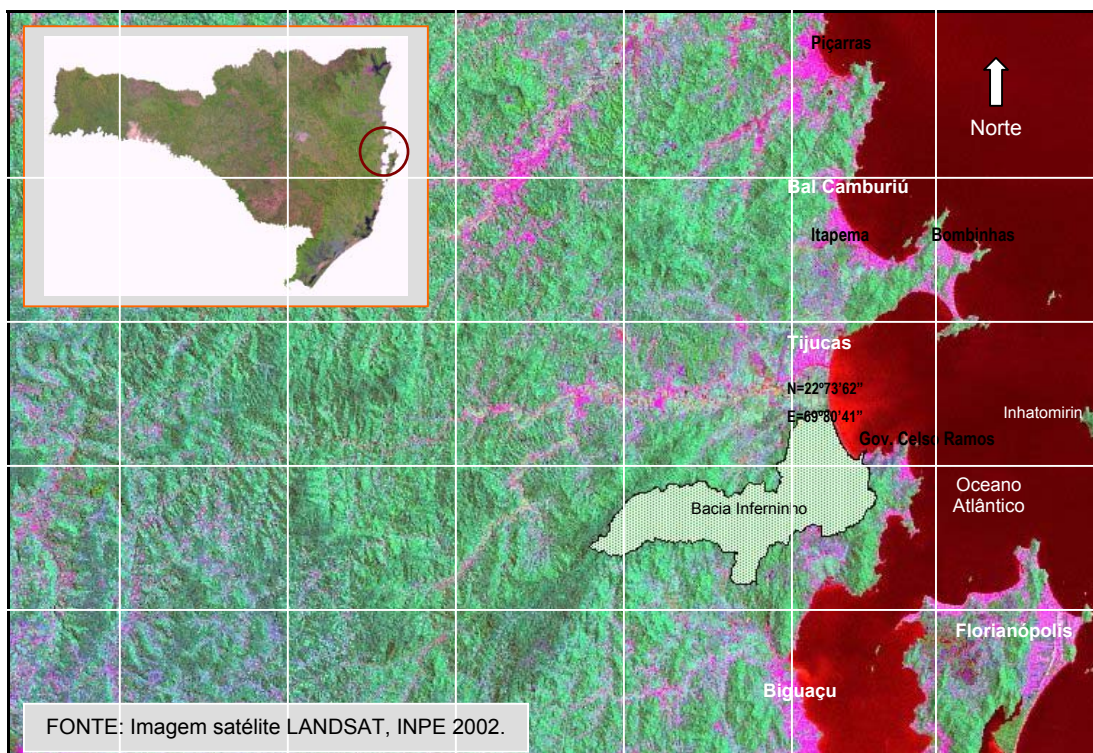 Piçarras
Norte
Bal Camburiú
Itapema
Bombinhas
Tijucas
N=22º73'62”
E=69º80'41”
Inhatomirin
Gov. Celso Ramos
Oceano
Atlântico
Bacia Inferninho
Florianópolis
Biguaçu
FONTE: Imagem satélite LANDSAT, INPE 2002.